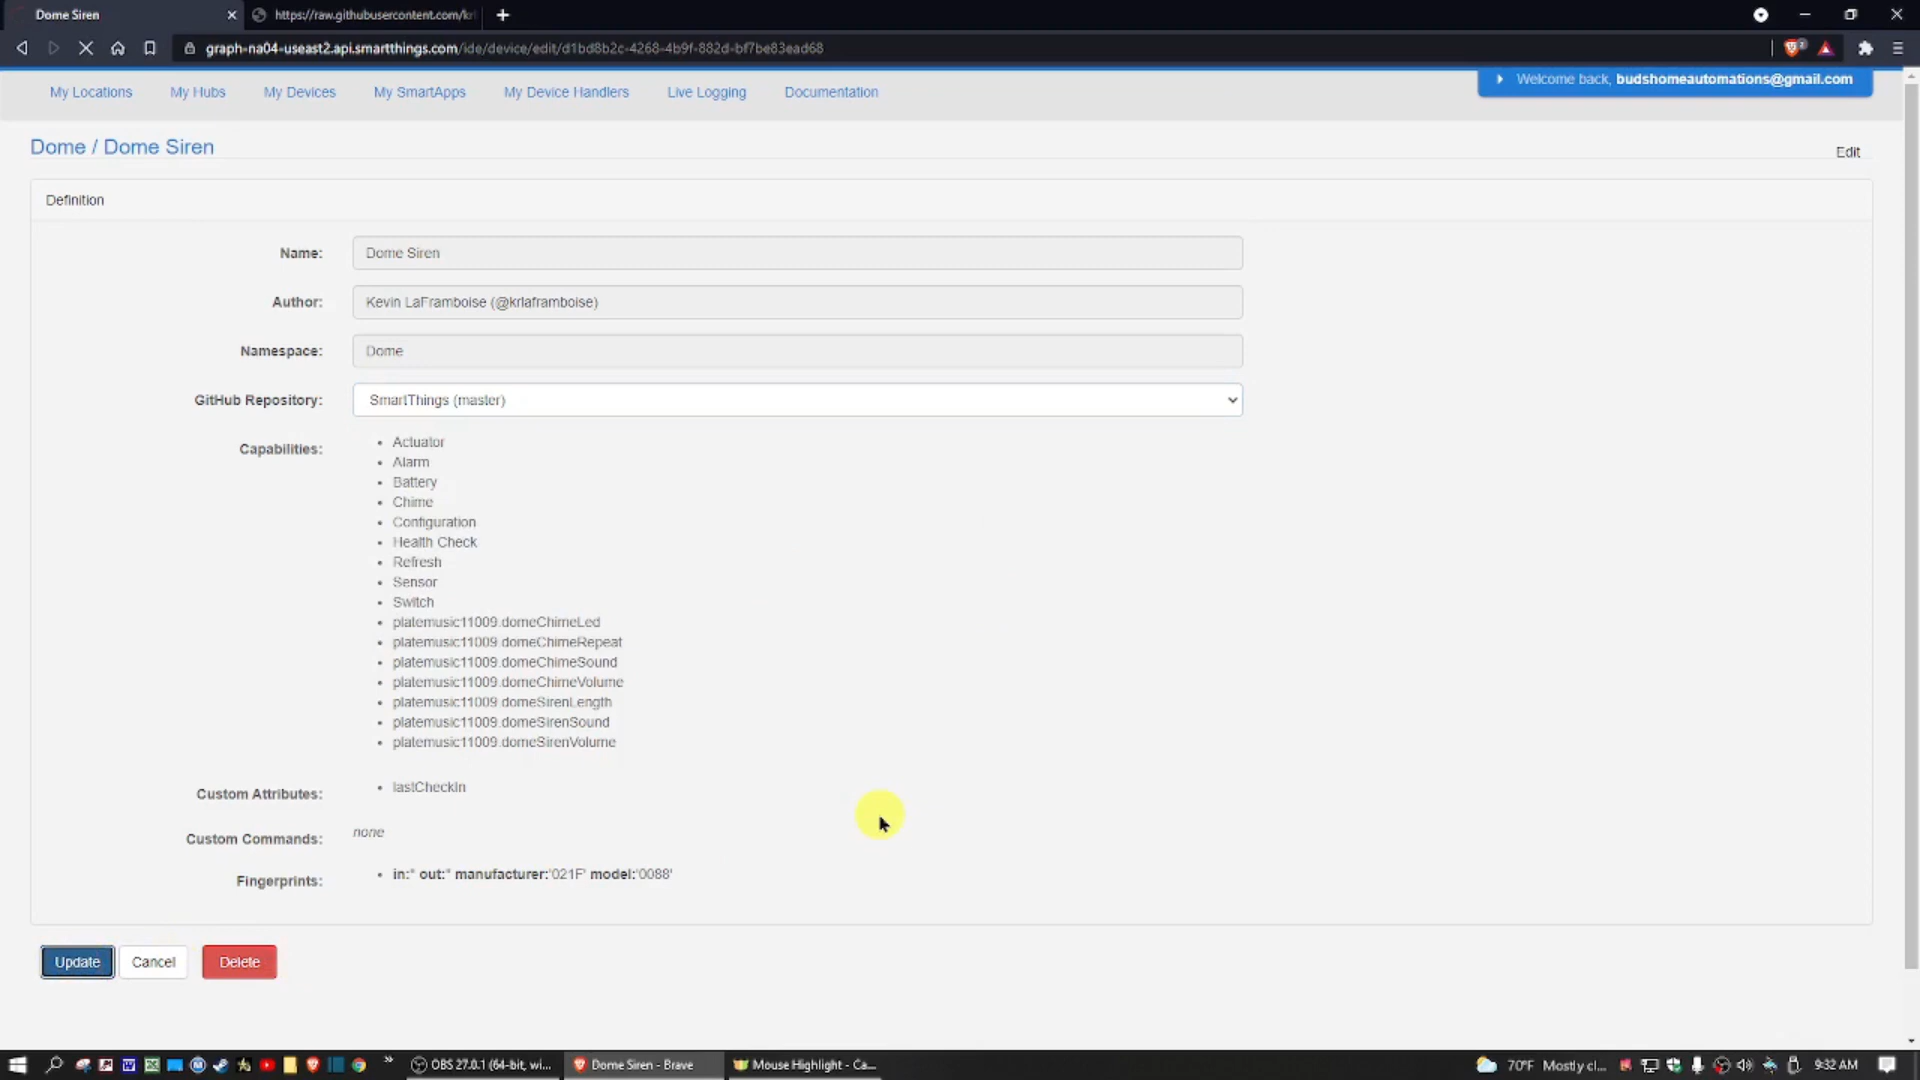 Dome Siren
https://raw.githubusercontent.com/kr
graph-na04-useast2.api.smartthings.com/ide/device/edit/d1bd8b2c-4268-4b9f-882d-bf7be83ead68
My Locations My Hubs My Devices My SmartApps My Device Handlers Live Logging Documentation
Welcome back, budshomeautomations@gmail.com
Dome / Dome Siren
Edit
Definition
Name: Dome Siren
Author: Kevin LaFramboise (@krlaframboise)
Namespace: Dome
GitHub Repository: SmartThings (master)
Capabilities:
• Actuator
• Alarm
• Battery
• Chime
• Configuration
• Health Check
• Refresh
• Sensor
• Switch
• platemusic11009.domeChimeLed
• platemusic11009.domeChimeRepeat
• platemusic11009.domeChimeSound
• platemusic11009.domeChimeVolume
• platemusic11009.domeSirenLength
• platemusic11009.domeSirenSound
• platemusic11009.domeSirenVolume
Custom Attributes: • lastCheckIn
Custom Commands: none
Fingerprints: • in:* out:* manufacturer:'021F' model:'0088'
Update Cancel Delete
OBS 27.0.1 (64-bit, wi...
Dome Siren - Brave
Mouse Highlight - Ca...
70°F Mostly cl...
9:32 AM